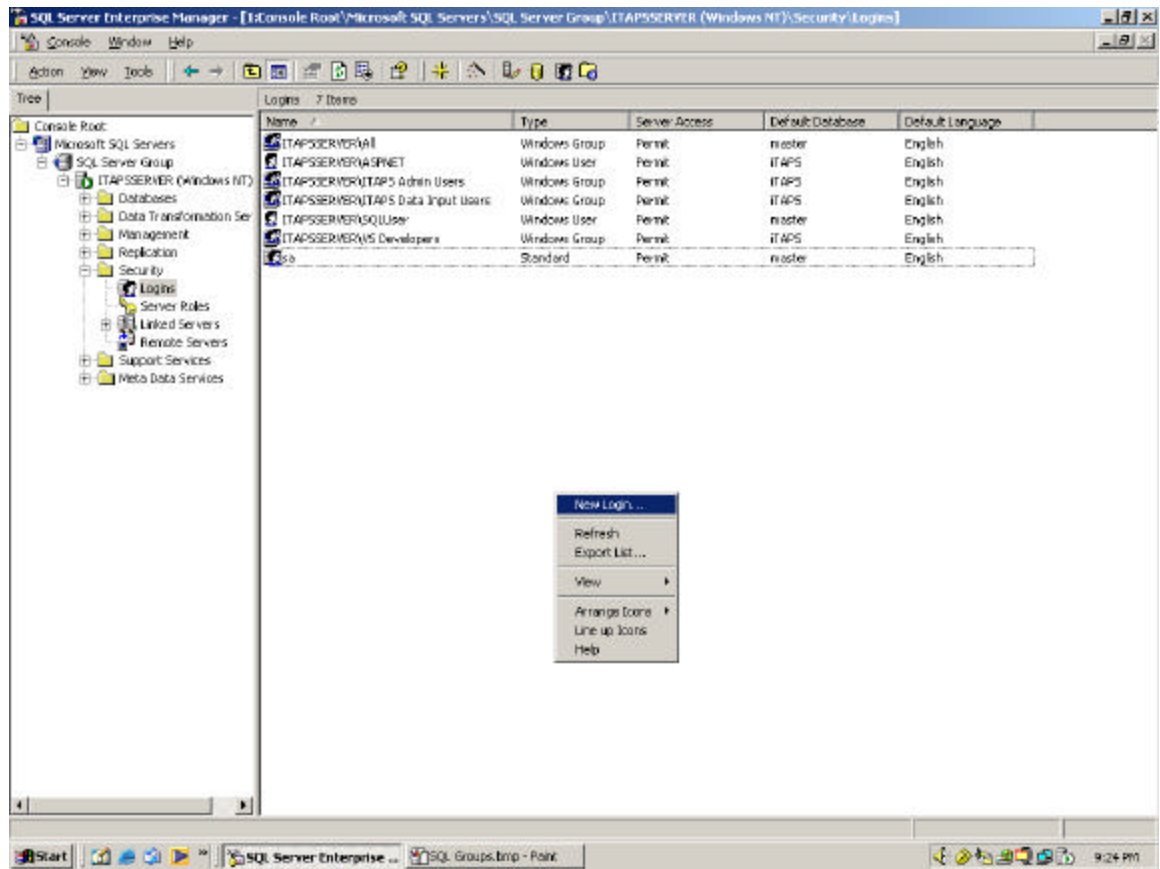 SQL Server Enterprise Manager - [1:Console Root\Microsoft SQL Servers\SQL Server Group\ITAPSSERVER (Windows NT)\Security\Logins]
Console Window Help
Action View Tools
Tree
Logins 7 Items
Console Root
Microsoft SQL Servers
SQL Server Group
ITAPSSERVER (Windows NT)
Databases
Data Transformation Ser
Management
Replication
Security
Logins
Server Roles
Linked Servers
Remote Servers
Support Services
Meta Data Services
Name Type Server Access Default Database Default Language
ITAPSSERVER\All Windows Group Permit master English
ITAPSSERVER\ASPNET Windows User Permit iTAPS English
ITAPSSERVER\ITAPS Admin Users Windows Group Permit iTAPS English
ITAPSSERVER\ITAPS Data Input Users Windows Group Permit iTAPS English
ITAPSSERVER\SQLUser Windows User Permit master English
ITAPSSERVER\VS Developers Windows Group Permit iTAPS English
sa Standard Permit master English
New Login...
Refresh
Export List...
View
Arrange Icons
Line up Icons
Help
Start » SQL Server Enterprise ... SQL Groups.bmp - Paint 9:24 PM